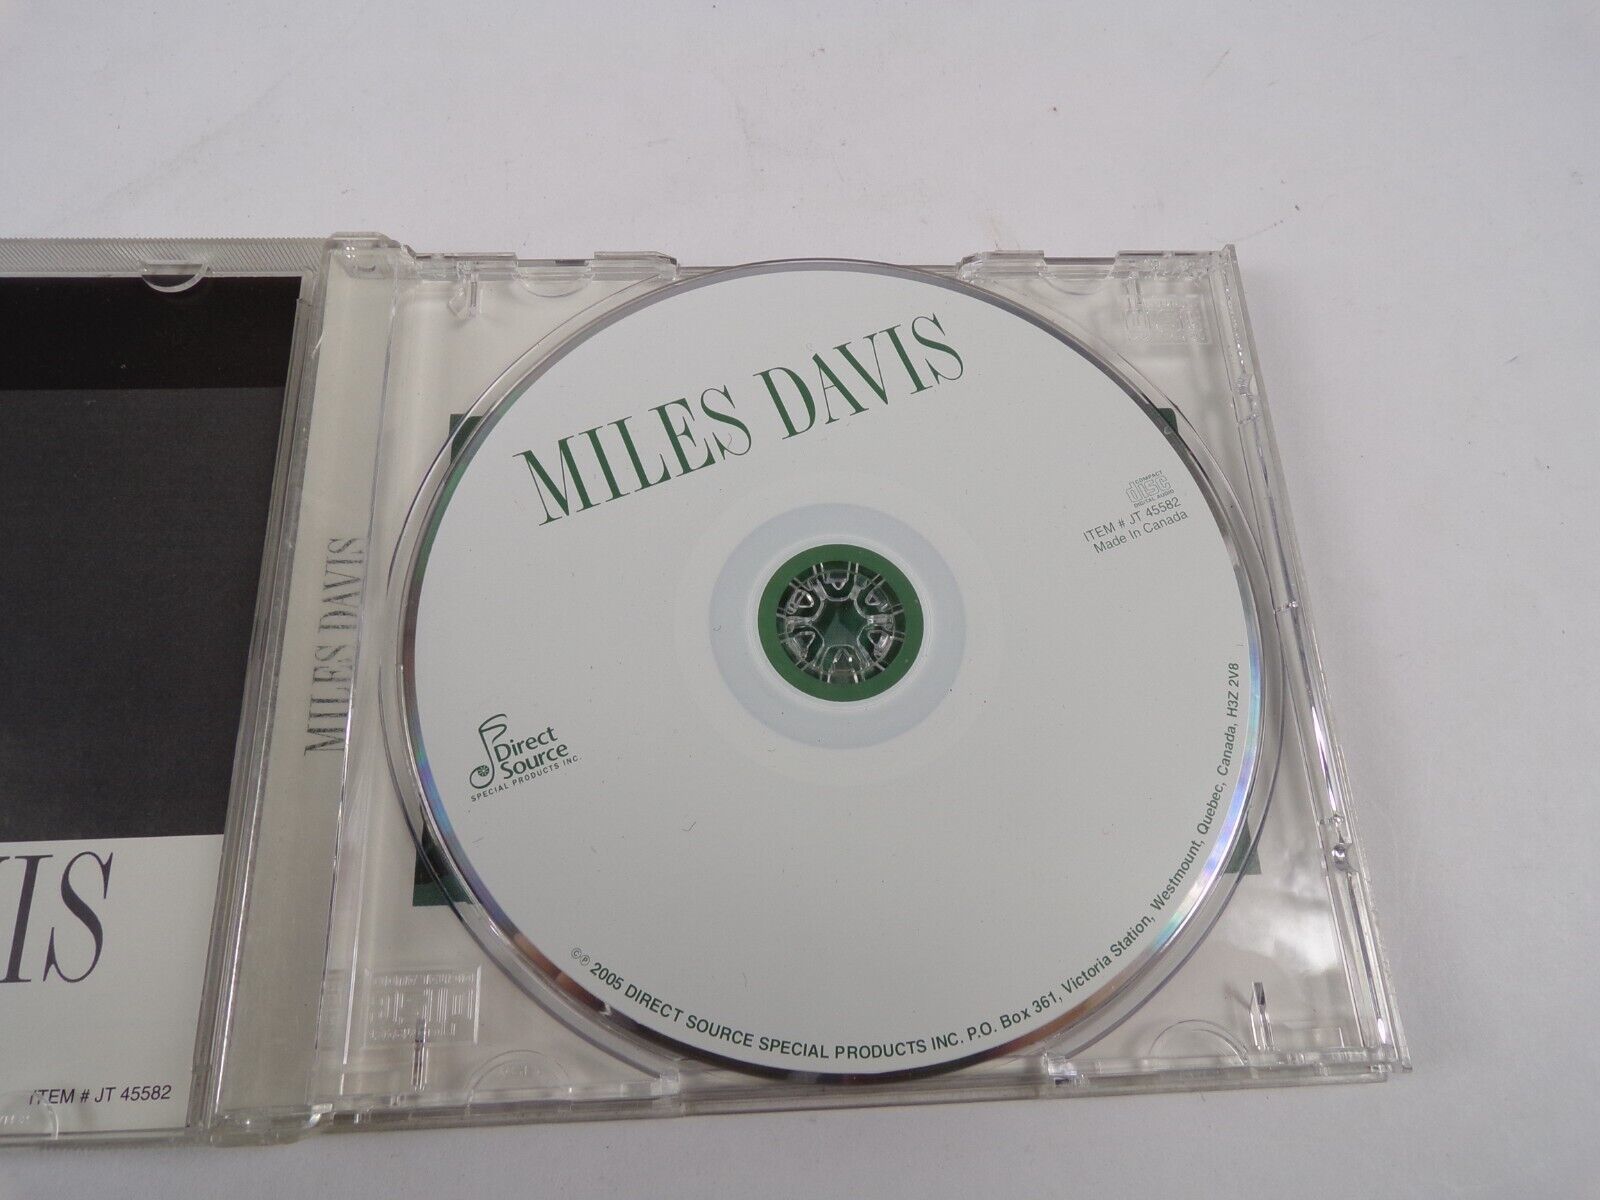 MILES DAVIS
COMPACT
disc
DIGITAL AUDIO
ITEM # JT 45582
Made In Canada
Direct
Source
SPECIAL PRODUCTS INC.
©℗ 2005 DIRECT SOURCE SPECIAL PRODUCTS INC. P.O. Box 361, Victoria Station, Westmount, Quebec, Canada, H3Z 2V8
MILES DAVIS
VIS
ITEM # JT 45582